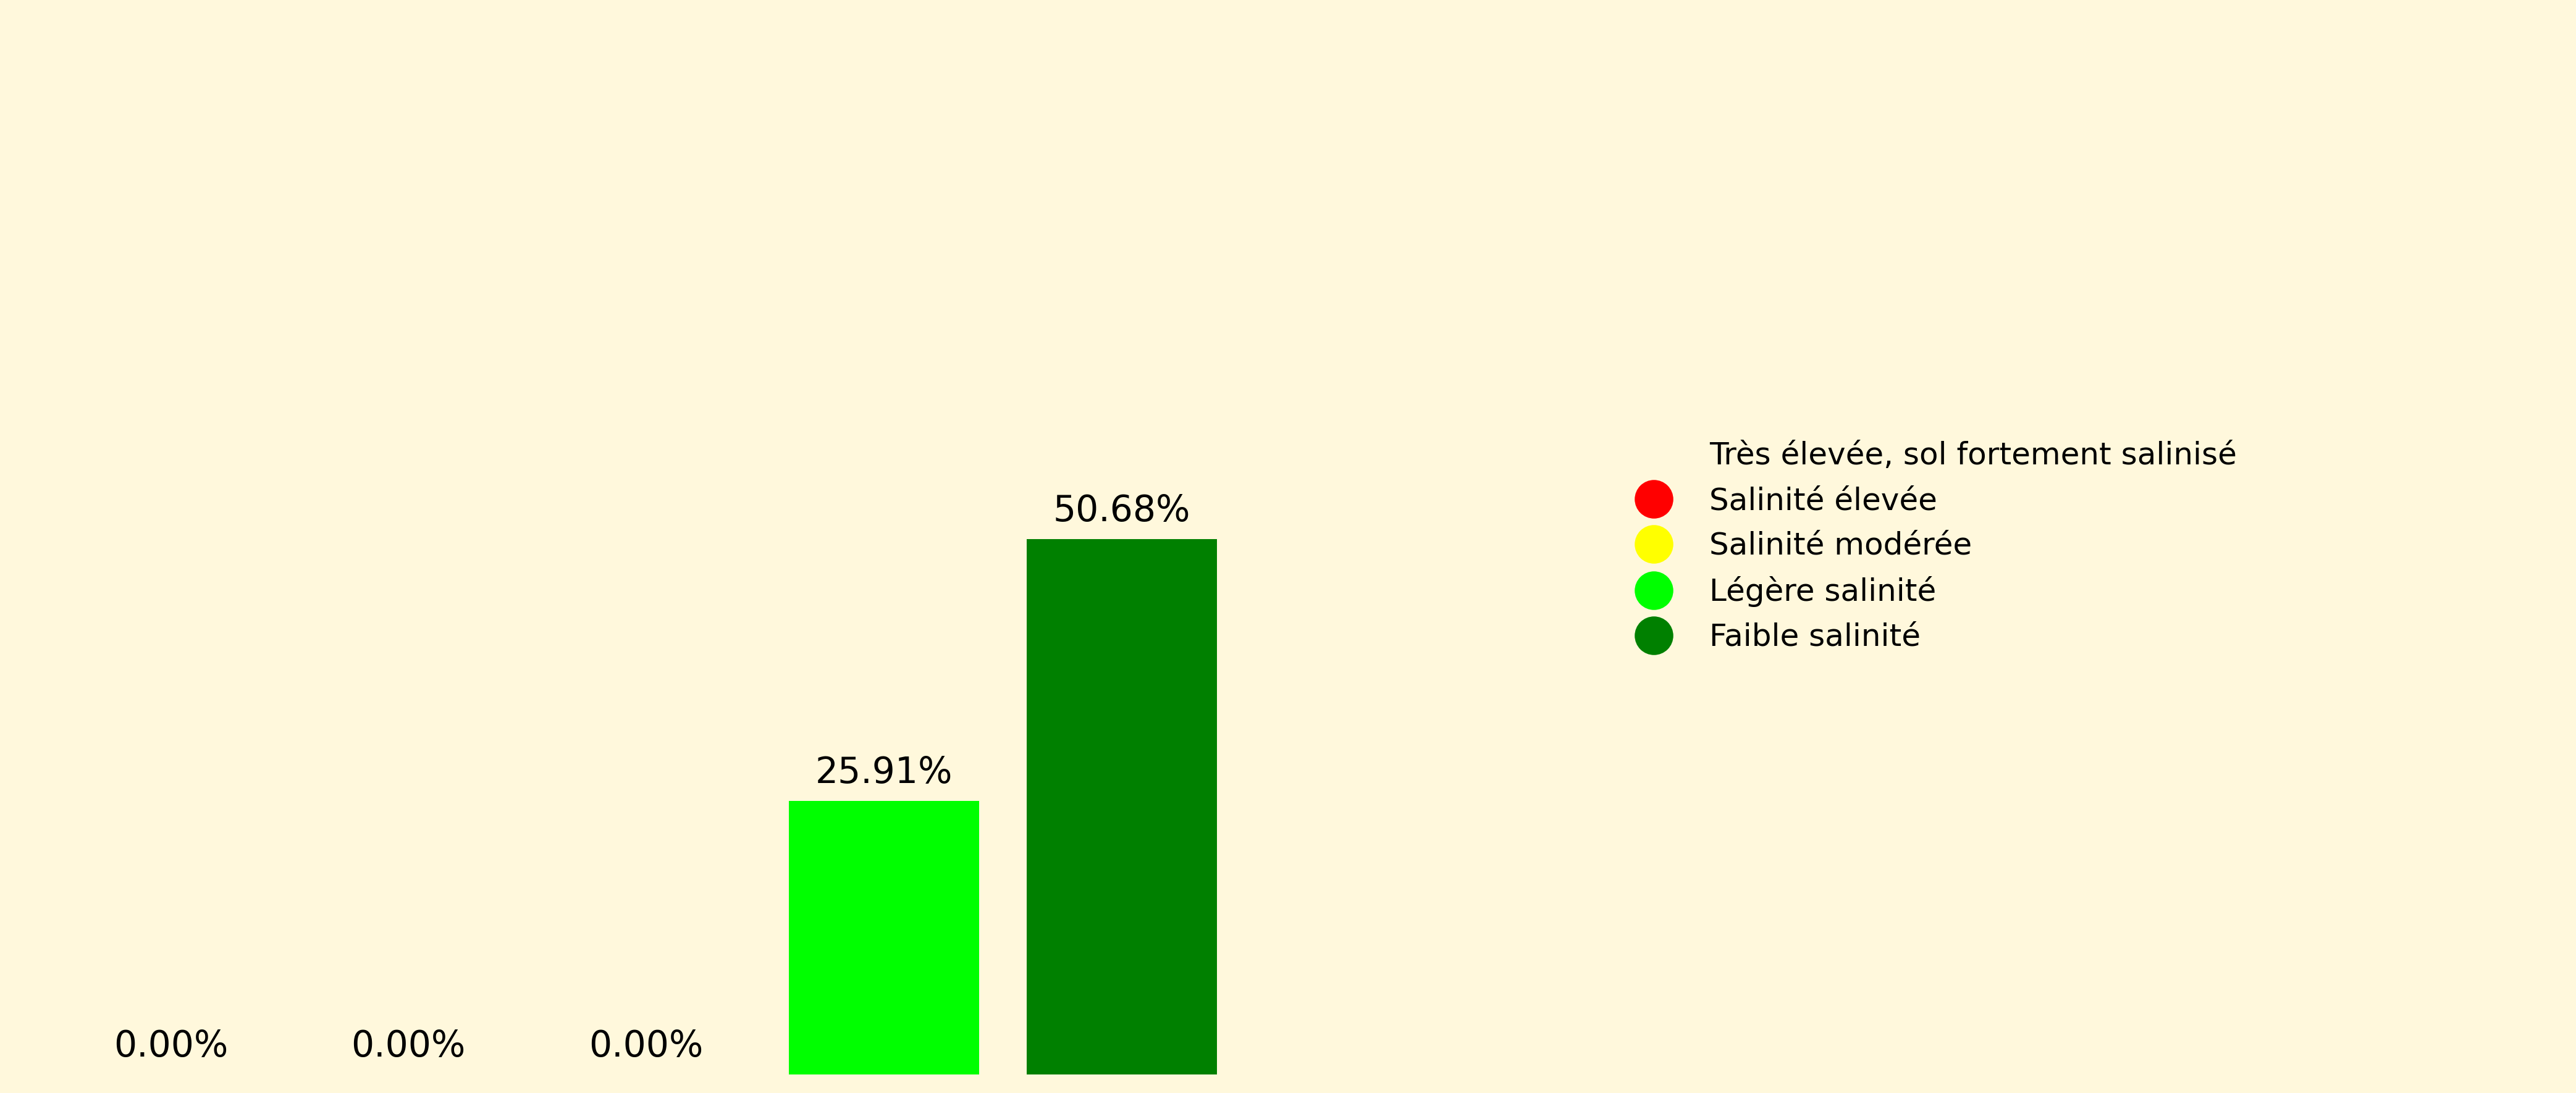 Très élevée, sol fortement salinisé
Salinité élevée
Salinité modérée
Légère salinité
Faible salinité
50.68%
25.91%
0.00%
0.00%
0.00%